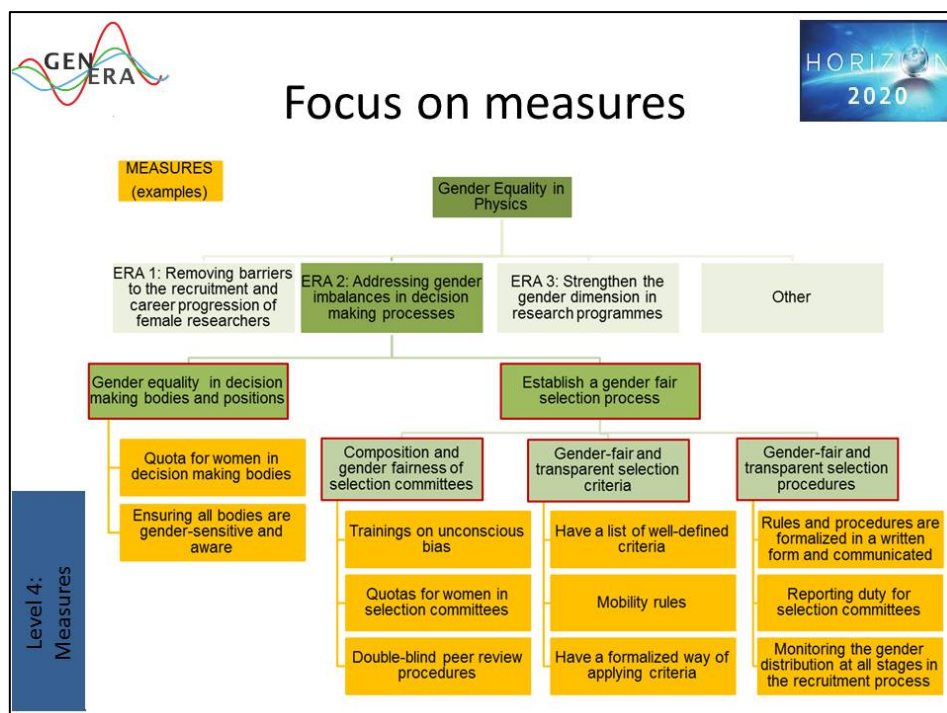 GEN
ERA
HORIZON
2020
Focus on measures
MEASURES
(examples)
Gender Equality in
Physics
ERA 1: Removing barriers
to the recruitment and
career progression of
female researchers
ERA 2: Addressing gender
imbalances in decision
making processes
ERA 3: Strengthen the
gender dimension in
research programmes
Other
Gender equality in decision
making bodies and positions
Establish a gender fair
selection process
Quota for women in
decision making bodies
Ensuring all bodies are
gender-sensitive and
aware
Composition and
gender fairness of
selection committees
Gender-fair and
transparent selection
criteria
Gender-fair and
transparent selection
procedures
Trainings on unconscious
bias
Have a list of well-defined
criteria
Rules and procedures are
formalized in a written
form and communicated
Quotas for women in
selection committees
Mobility rules
Reporting duty for
selection committees
Double-blind peer review
procedures
Have a formalized way of
applying criteria
Monitoring the gender
distribution at all stages in
the recruitment process
Level 4:
Measures